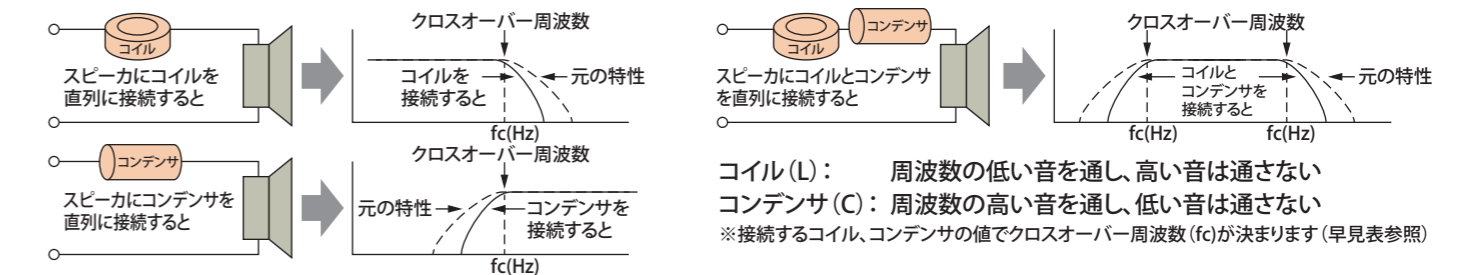 コイル
スピーカにコイルを
直列に接続すると
クロスオーバー周波数
コイルを
接続すると
元の特性
fc(Hz)
コンデンサ
スピーカにコンデンサを
直列に接続すると
クロスオーバー周波数
元の特性
コンデンサを
接続すると
fc(Hz)
コイル
コンデンサ
スピーカにコイルとコンデンサ
を直列に接続すると
クロスオーバー周波数
コイルと
コンデンサを
接続すると
元の特性
fc(Hz)
fc(Hz)
コイル(L): 周波数の低い音を通し、高い音は通さない
コンデンサ(C): 周波数の高い音を通し、低い音は通さない
※接続するコイル、コンデンサの値でクロスオーバー周波数(fc)が決まります(早見表参照)